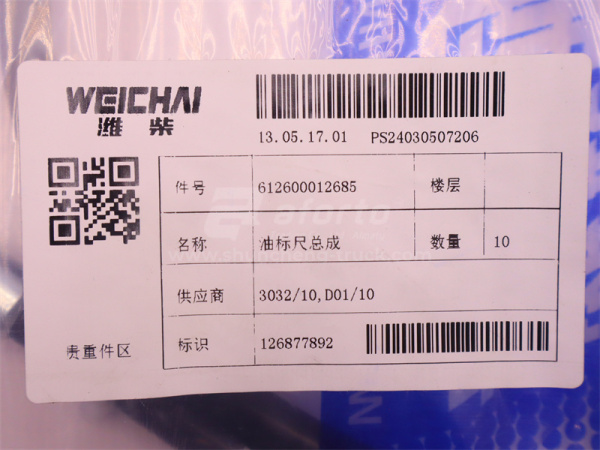 WEICHAI
潍柴
13.05.17.01 PS24030507206
件号 612600012685 楼层
aforto
名称 油标尺总成 数量 10
供应商 3032/10,D01/10
贵重件区 标识 126877892